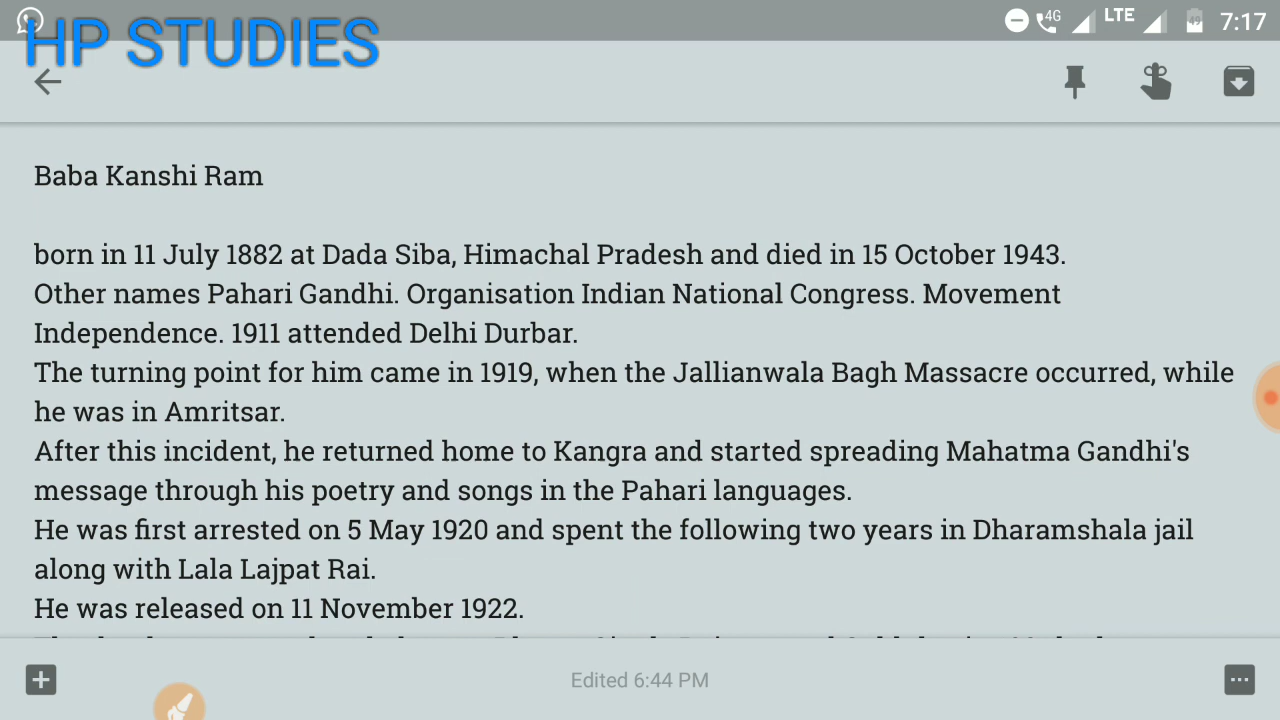 HP STUDIES
4G LTE 49 7:17
Baba Kanshi Ram
born in 11 July 1882 at Dada Siba, Himachal Pradesh and died in 15 October 1943.
Other names Pahari Gandhi. Organisation Indian National Congress. Movement
Independence. 1911 attended Delhi Durbar.
The turning point for him came in 1919, when the Jallianwala Bagh Massacre occurred, while
he was in Amritsar.
After this incident, he returned home to Kangra and started spreading Mahatma Gandhi's
message through his poetry and songs in the Pahari languages.
He was first arrested on 5 May 1920 and spent the following two years in Dharamshala jail
along with Lala Lajpat Rai.
He was released on 11 November 1922.
Edited 6:44 PM